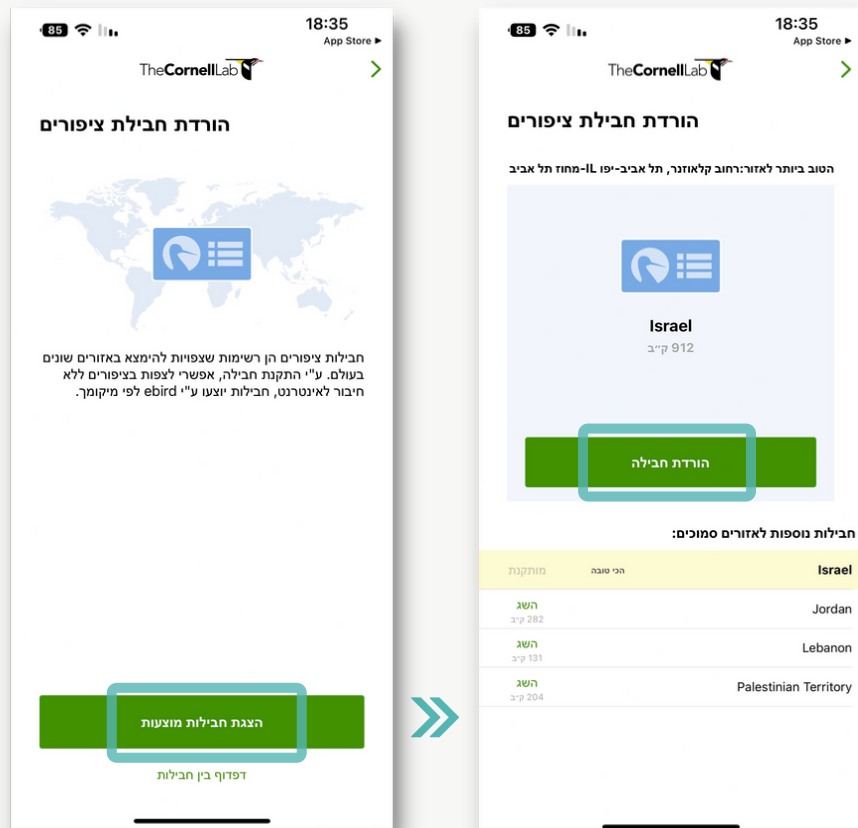 85
18:35
App Store
TheCornellLab
הורדת חבילת ציפורים
חבילות ציפורים הן רשימות שצפויות להימצא באזורים שונים
בעולם. ע"י התקנת חבילה, אפשרי לצפות בציפורים ללא
חיבור לאינטרנט, חבילות יוצעו ע"י ebird לפי מיקומך.
הצגת חבילות מוצעות
דפדוף בין חבילות
85
18:35
App Store
TheCornellLab
הורדת חבילת ציפורים
הטוב ביותר לאזור:רחוב קלאוזנר, תל אביב-יפו IL-מחוז תל אביב
Israel
912 ק״ב
הורדת חבילה
חבילות נוספות לאזורים סמוכים:
Israel הכי טובה מותקנת
Jordan השג
282 ק״ב
Lebanon השג
131 ק״ב
Palestinian Territory השג
204 ק״ב